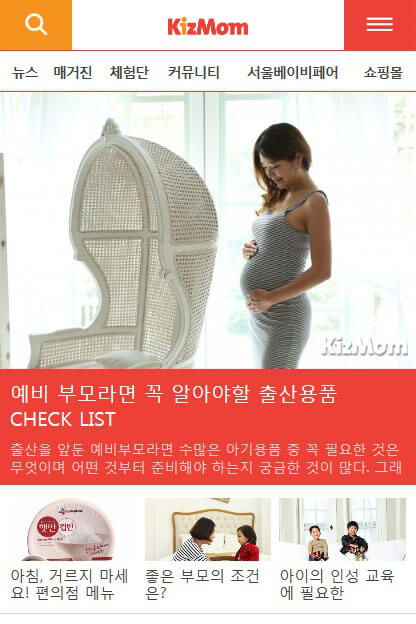 KizMom
뉴스 매거진 체험단 커뮤니티 서울베이비페어 쇼핑몰
KizMom
예비 부모라면 꼭 알아야할 출산용품
CHECK LIST
출산을 앞둔 예비부모라면 수많은 아기용품 중 꼭 필요한 것은
무엇이며 어떤 것부터 준비해야 하는지 궁금한 것이 많다. 그래
햇반
컵반
아침, 거르지 마세
요! 편의점 메뉴
좋은 부모의 조건
은?
아이의 인성 교육
에 필요한